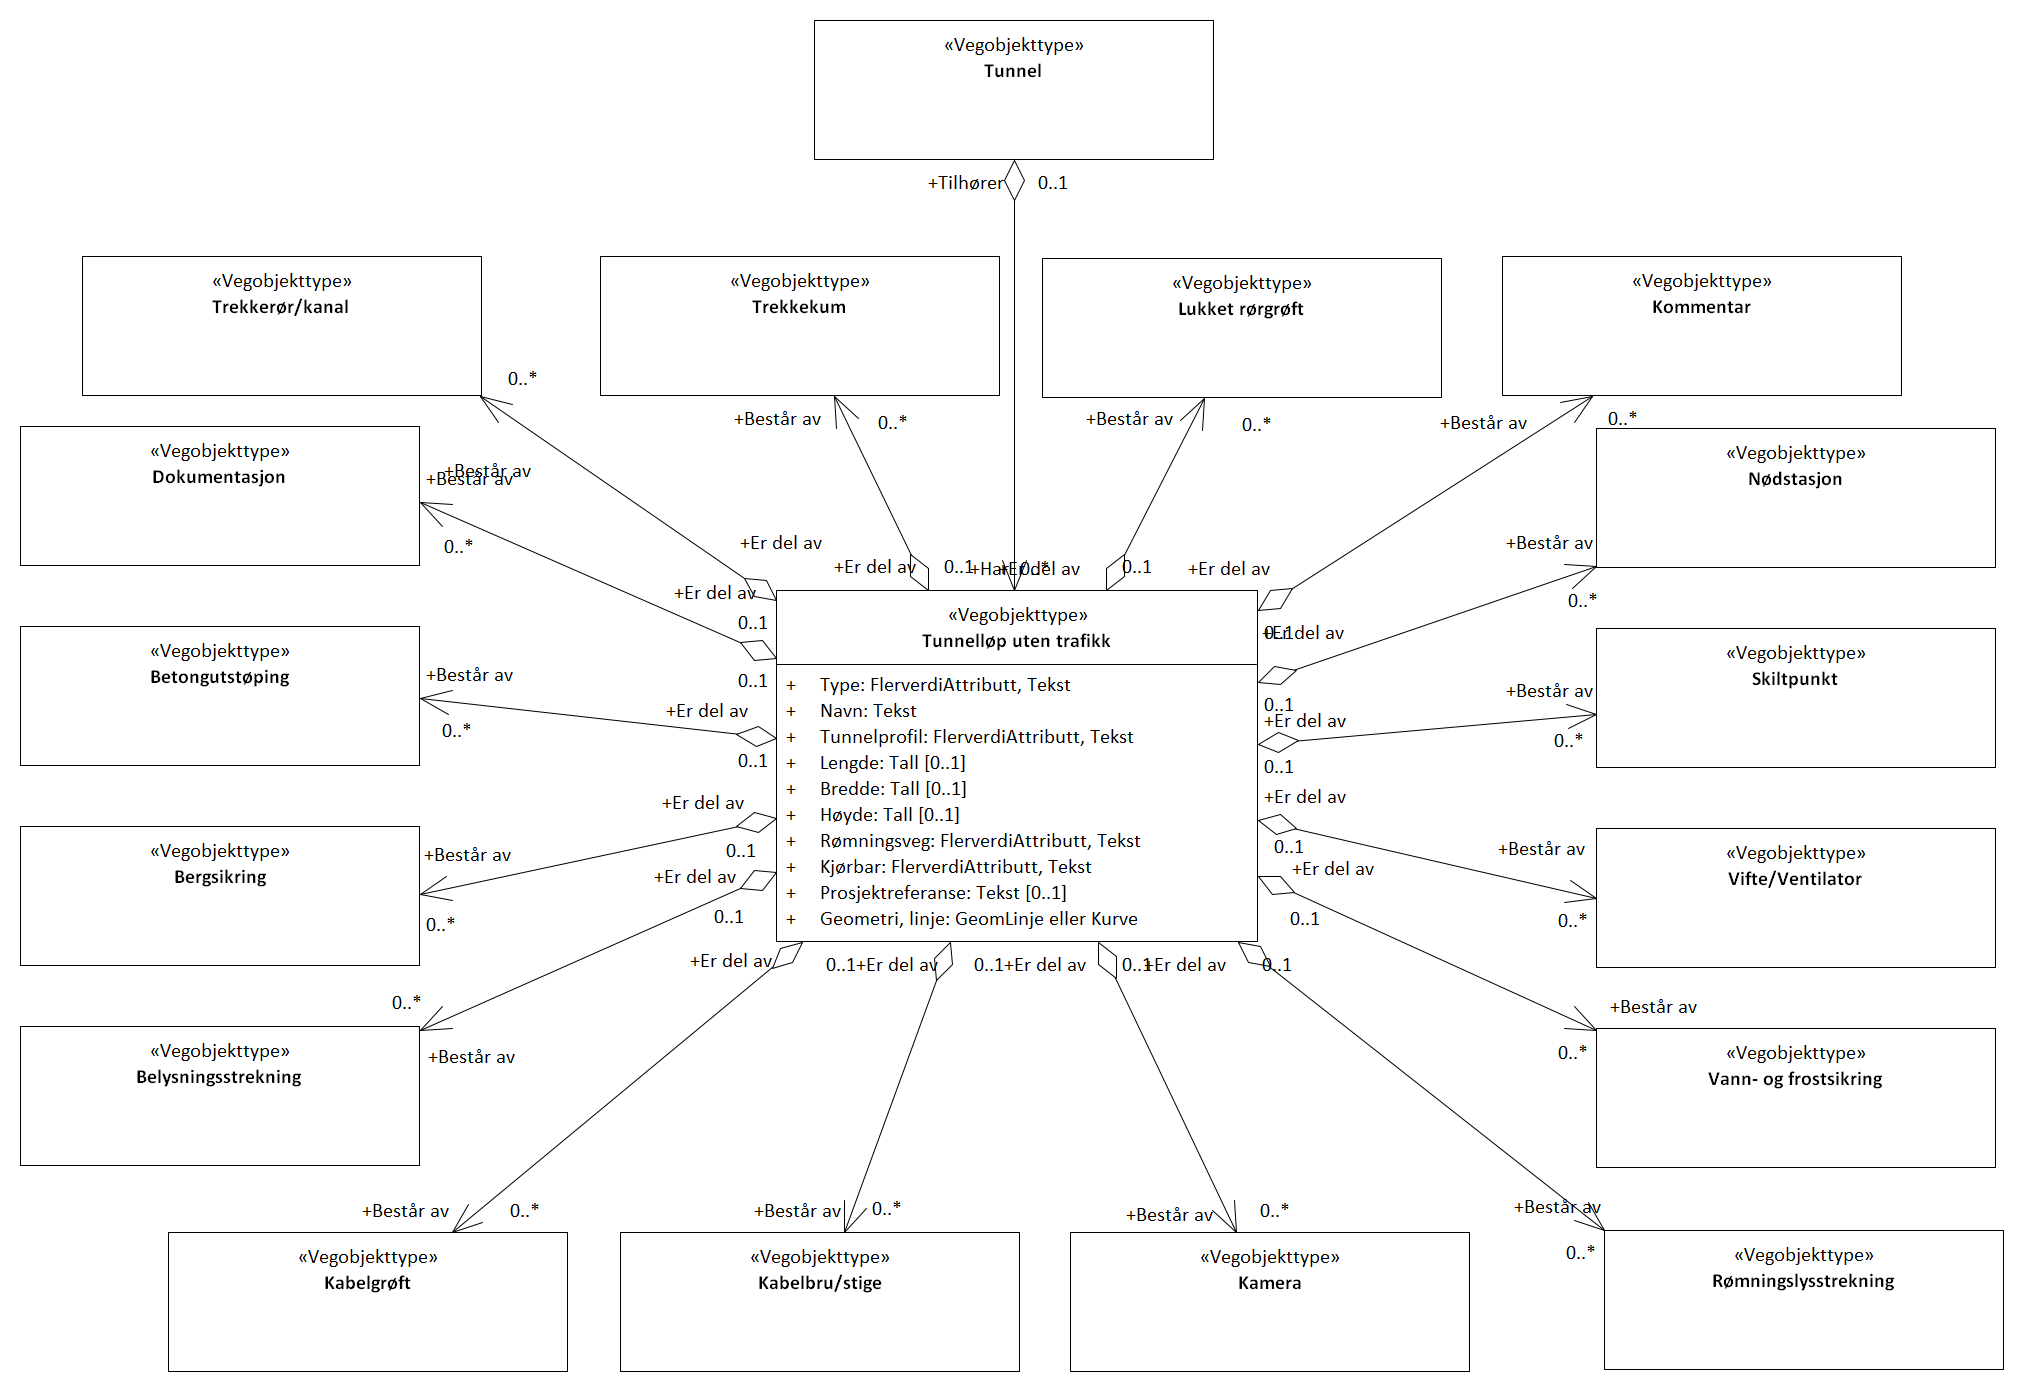 «Vegobjekttype»
Tunnel
+Tilhører
0..1
«Vegobjekttype»
Trekkerør/kanal
«Vegobjekttype»
Trekkekum
«Vegobjekttype»
Lukket rørgrøft
«Vegobjekttype»
Kommentar
0..*
+Består av
0..*
+Består av
0..*
+Består av
0..*
«Vegobjekttype»
Dokumentasjon
+Består av
+Består av
0..*
«Vegobjekttype»
Nødstasjon
+Består av
0..*
+Er del av
+Er del av
0..1
+Har
0..*
+Er del av
0..1
+Er del av
+Er del av
0..1
0..1
+Er del av
«Vegobjekttype»
Tunnelløp uten trafikk
+ Type: FlerverdiAttributt, Tekst
+ Navn: Tekst
+ Tunnelprofil: FlerverdiAttributt, Tekst
+ Lengde: Tall [0..1]
+ Bredde: Tall [0..1]
+ Høyde: Tall [0..1]
+ Rømningsveg: FlerverdiAttributt, Tekst
+ Kjørbar: FlerverdiAttributt, Tekst
+ Prosjektreferanse: Tekst [0..1]
+ Geometri, linje: GeomLinje eller Kurve
«Vegobjekttype»
Betongutstøping
+Består av
0..*
0..1
+Er del av
0..1
0..1
+Er del av
0..1
«Vegobjekttype»
Skiltpunkt
+Består av
0..*
«Vegobjekttype»
Bergsikring
+Består av
0..*
+Er del av
0..1
+Er del av
0..1
«Vegobjekttype»
Vifte/Ventilator
+Består av
0..*
+Er del av
0..1
+Er del av
0..1
«Vegobjekttype»
Belysningsstrekning
0..*
+Består av
«Vegobjekttype»
Vann- og frostsikring
+Består av
0..*
+Er del av
0..1
+Er del av
0..1
+Er del av
0..1
+Er del av
0..1
+Består av
0..*
+Består av
0..*
+Består av
0..*
+Består av
0..*
«Vegobjekttype»
Kabelgrøft
«Vegobjekttype»
Kabelbru/stige
«Vegobjekttype»
Kamera
«Vegobjekttype»
Rømningslysstrekning